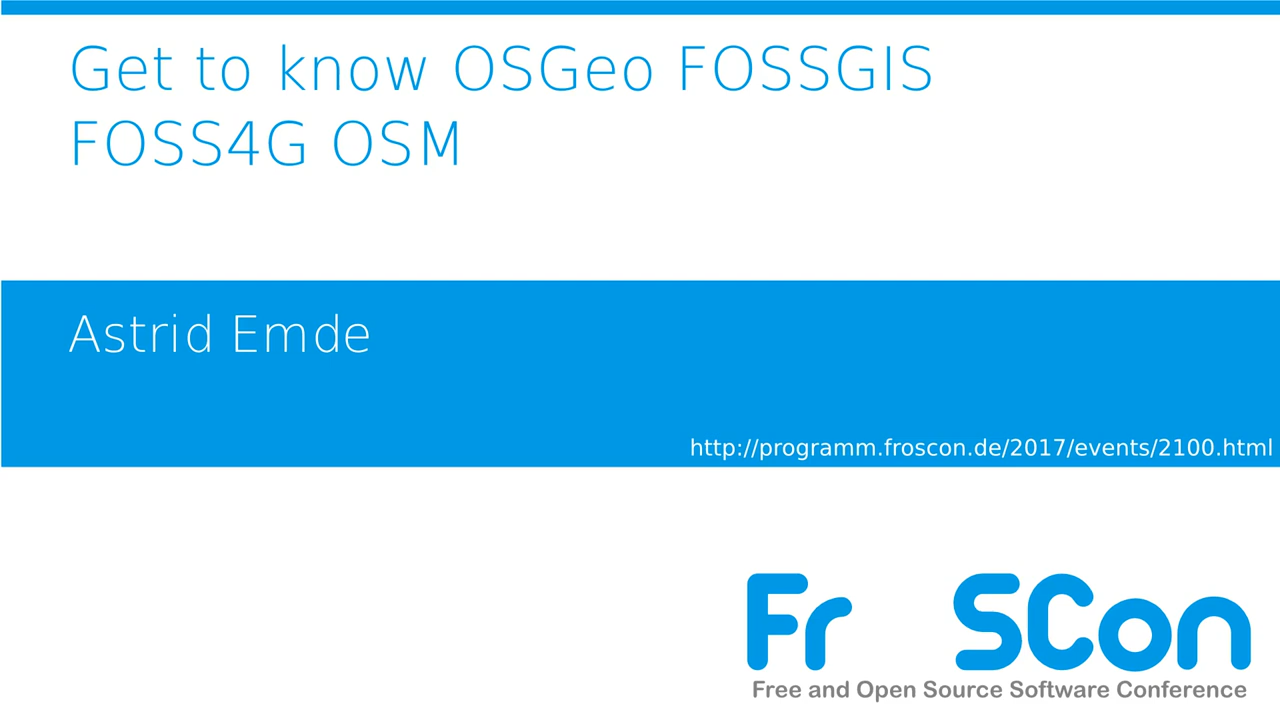 Get to know OSGeo FOSSGIS
FOSS4G OSM
Astrid Emde
http://programm.froscon.de/2017/events/2100.html
Fr SCon
Free and Open Source Software Conference